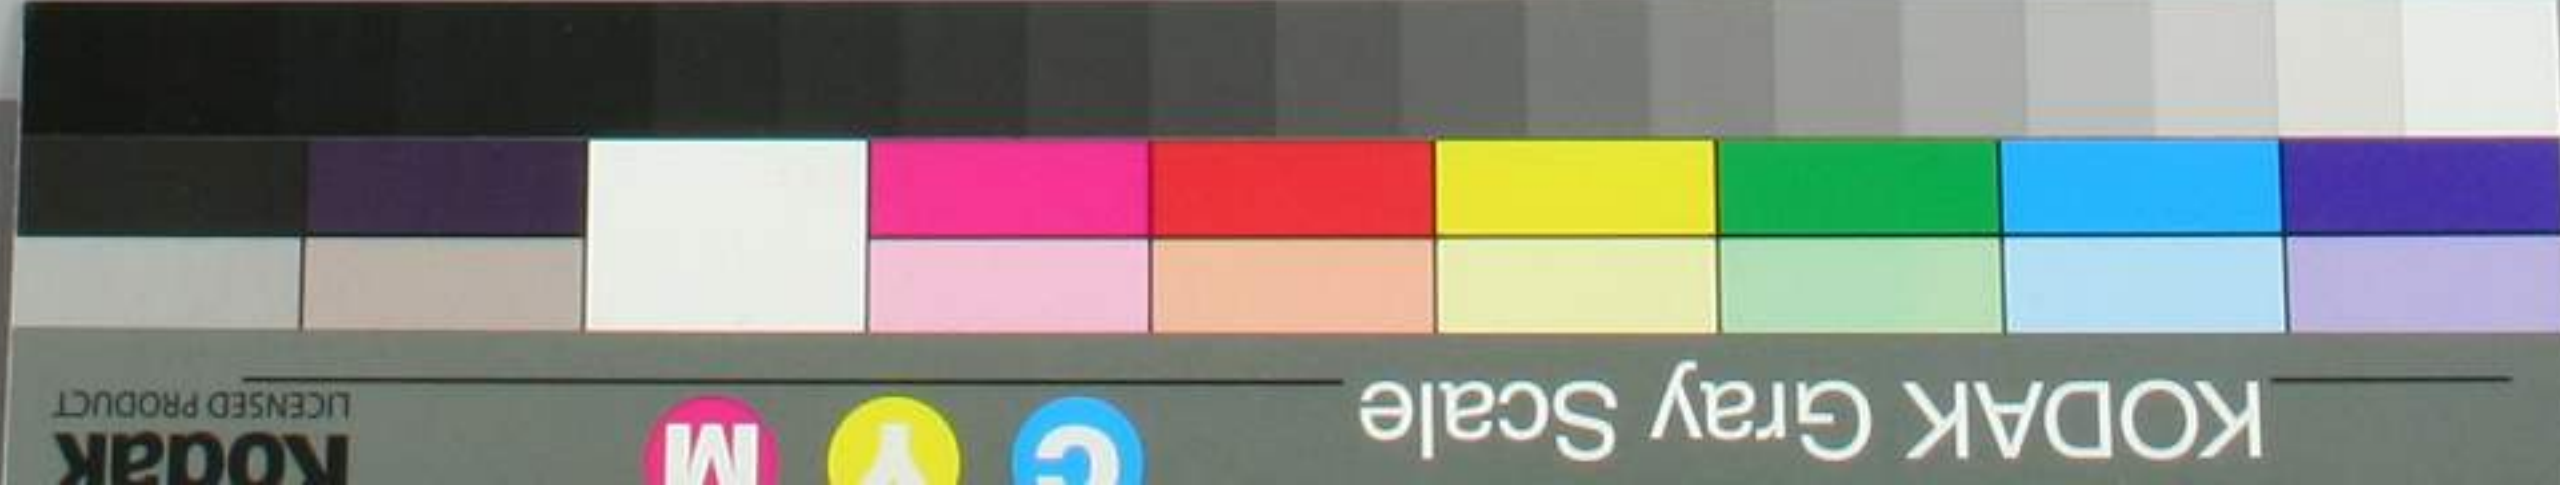 KODAK Gray Scale
C Y M
Kodak
LICENSED PRODUCT